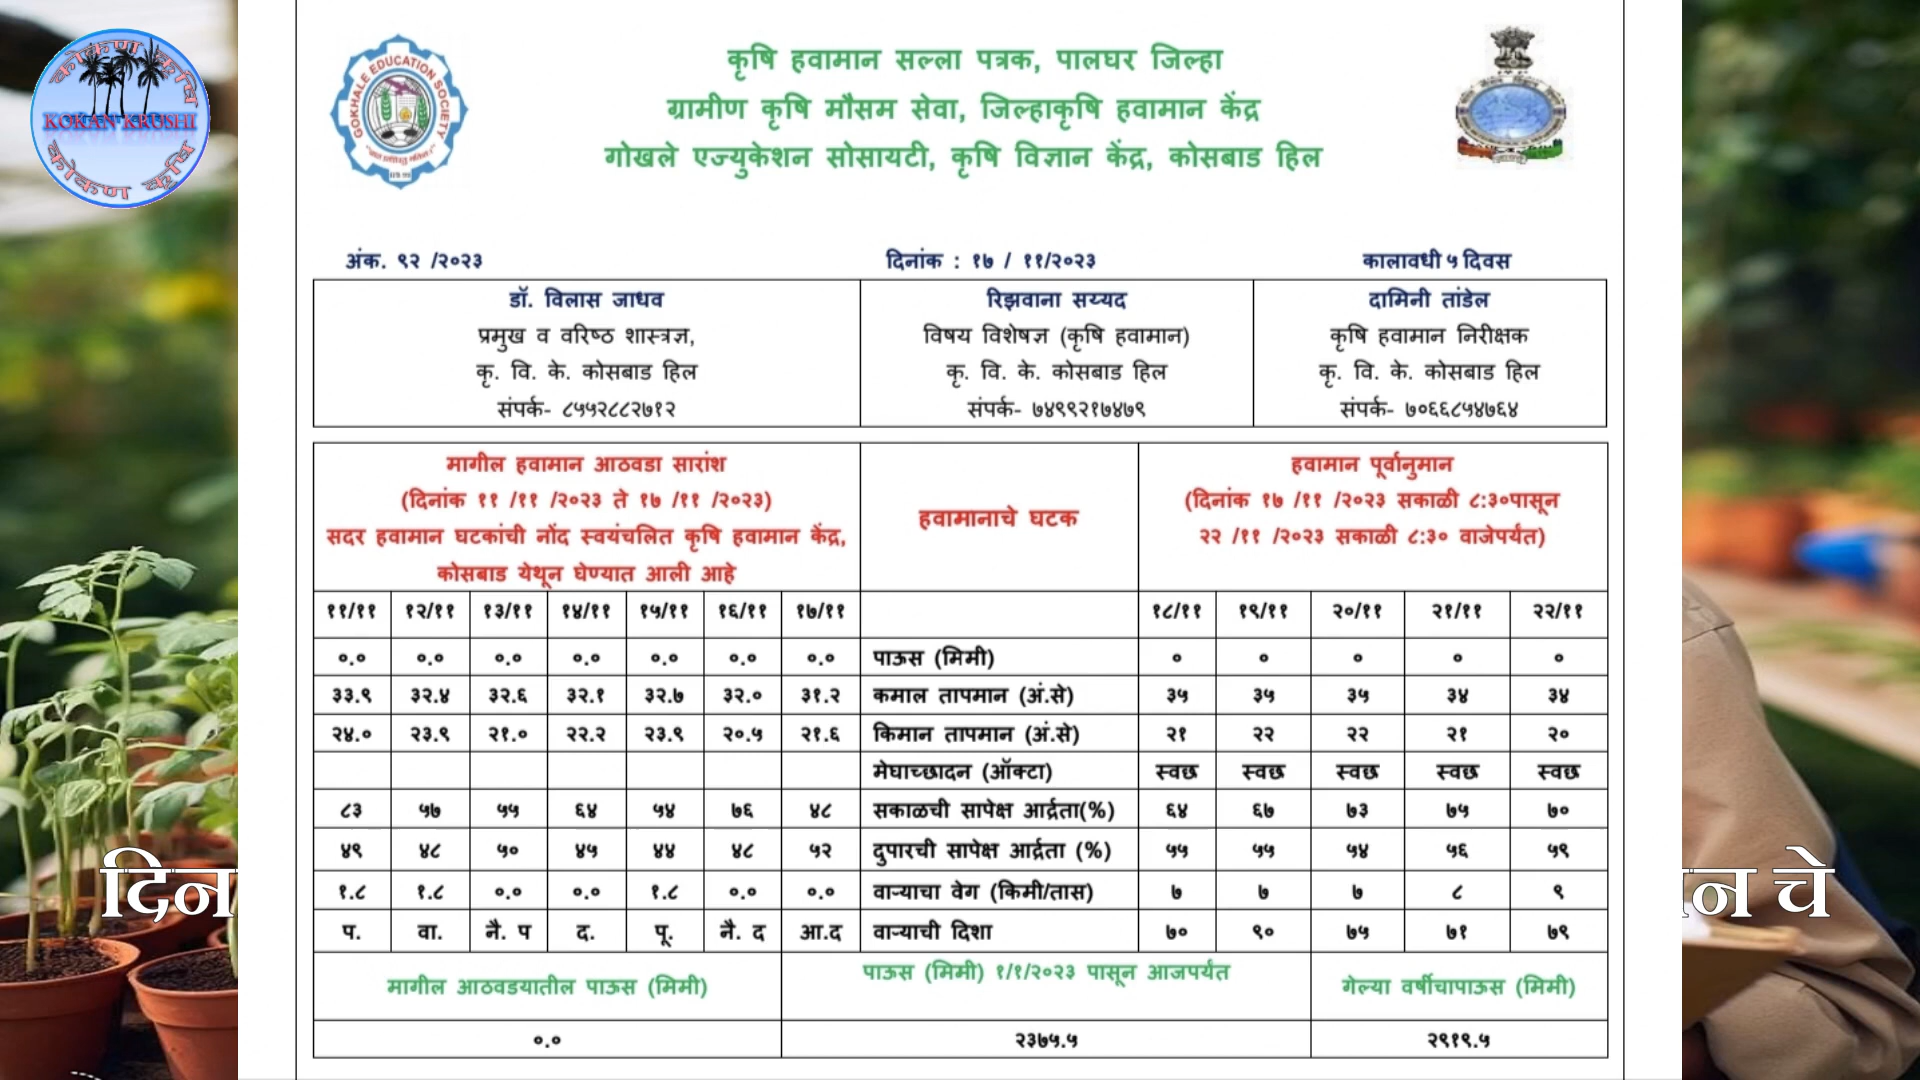 कोकण कृषि
KOKAN KRUSHI
कोकण कृषि
GOKHALE EDUCATION SOCIETY
कृषि हवामान सल्ला पत्रक, पालघर जिल्हा
ग्रामीण कृषि मौसम सेवा, जिल्हाकृषि हवामान केंद्र
गोखले एज्युकेशन सोसायटी, कृषि विज्ञान केंद्र, कोसबाड हिल
अंक. ९२ /२०२३ दिनांक : १७ / ११/२०२३ कालावधी ५ दिवस
डॉ. विलास जाधव रिझवाना सय्यद दामिनी तांडेल
प्रमुख व वरिष्ठ शास्त्रज्ञ, विषय विशेषज्ञ (कृषि हवामान) कृषि हवामान निरीक्षक
कृ. वि. के. कोसबाड हिल कृ. वि. के. कोसबाड हिल कृ. वि. के. कोसबाड हिल
संपर्क- ८५५२८८२७१२ संपर्क- ७४९९२१७४७९ संपर्क- ७०६६८५४७६४
मागील हवामान आठवडा सारांश
(दिनांक ११ /११ /२०२३ ते १७ /११ /२०२३)
सदर हवामान घटकांची नोंद स्वयंचलित कृषि हवामान केंद्र,
कोसबाड येथून घेण्यात आली आहे
हवामानाचे घटक
हवामान पूर्वानुमान
(दिनांक १७ /११ /२०२३ सकाळी ८:३०पासून
२२ /११ /२०२३ सकाळी ८:३० वाजेपर्यंत)
११/११ १२/११ १३/११ १४/११ १५/११ १६/११ १७/११ १८/११ १९/११ २०/११ २१/११ २२/११
०.० ०.० ०.० ०.० ०.० ०.० ०.० पाऊस (मिमी) ० ० ० ० ०
३३.९ ३२.४ ३२.६ ३२.१ ३२.७ ३२.० ३१.२ कमाल तापमान (अं.से) ३५ ३५ ३५ ३४ ३४
२४.० २३.९ २१.० २२.२ २३.९ २०.५ २१.६ किमान तापमान (अं.से) २१ २२ २२ २१ २०
मेघाच्छादन (ऑक्टा) स्वछ स्वछ स्वछ स्वछ स्वछ
८३ ५७ ५५ ६४ ५४ ७६ ४८ सकाळची सापेक्ष आर्द्रता(%) ६४ ६७ ७३ ७५ ७०
४९ ४८ ५० ४५ ४४ ४८ ५२ दुपारची सापेक्ष आर्द्रता (%) ५५ ५५ ५४ ५६ ५९
१.८ १.८ ०.० ०.० १.८ ०.० ०.० वाऱ्याचा वेग (किमी/तास) ७ ७ ७ ८ ९
प. वा. नै. प द. पू. नै. द आ.द वाऱ्याची दिशा ७० ९० ७५ ७१ ७९
मागील आठवडयातील पाऊस (मिमी) पाऊस (मिमी) १/१/२०२३ पासून आजपर्यंत गेल्या वर्षीचापाऊस (मिमी)
०.० २३७५.५ २९१९.५
दिन
न चे